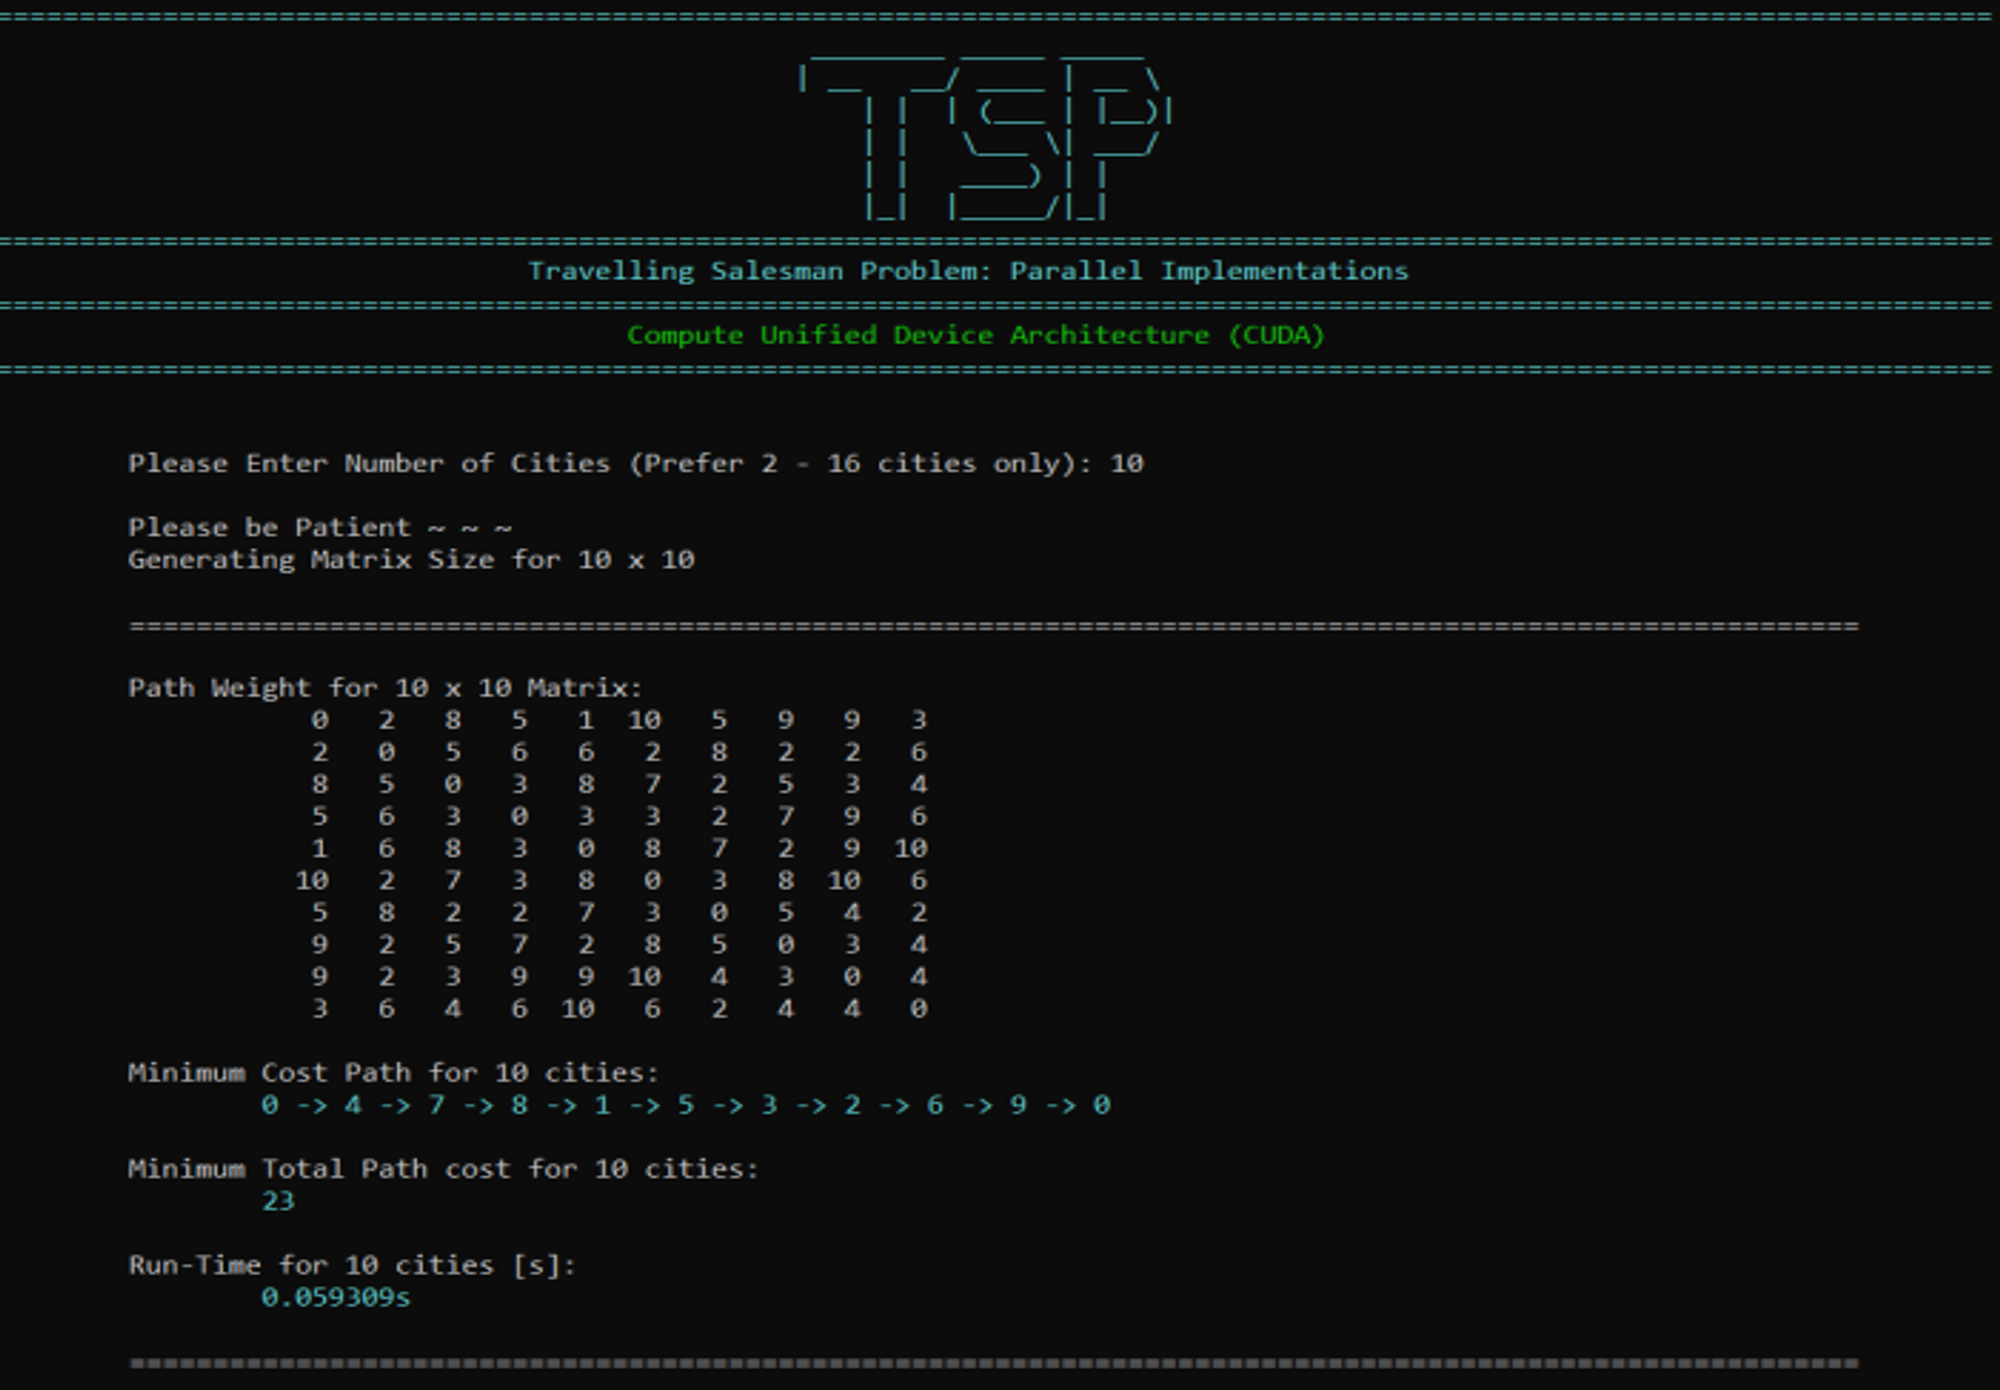 TSP
Travelling Salesman Problem: Parallel Implementations
Compute Unified Device Architecture (CUDA)
Please Enter Number of Cities (Prefer 2 - 16 cities only): 10
Please be Patient ~ ~ ~
Generating Matrix Size for 10 x 10
Path Weight for 10 x 10 Matrix:
0 2 8 5 1 10 5 9 9 3
2 0 5 6 6 2 8 2 2 6
8 5 0 3 8 7 2 5 3 4
5 6 3 0 3 3 2 7 9 6
1 6 8 3 0 8 7 2 9 10
10 2 7 3 8 0 3 8 10 6
5 8 2 2 7 3 0 5 4 2
9 2 5 7 2 8 5 0 3 4
9 2 3 9 9 10 4 3 0 4
3 6 4 6 10 6 2 4 4 0
Minimum Cost Path for 10 cities:
0 -> 4 -> 7 -> 8 -> 1 -> 5 -> 3 -> 2 -> 6 -> 9 -> 0
Minimum Total Path cost for 10 cities:
23
Run-Time for 10 cities [s]:
0.059309s